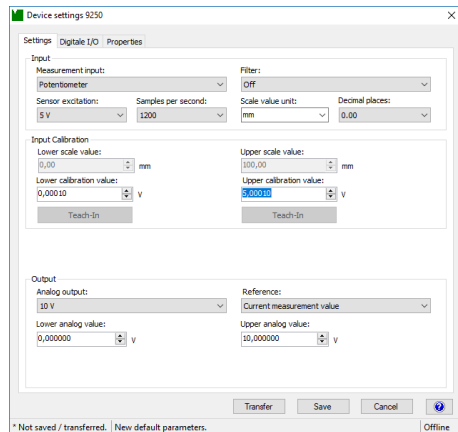 Device settings 9250
Settings Digitale I/O Properties
Input
Measurement input: Filter:
Potentiometer Off
Sensor excitation: Samples per second: Scale value unit: Decimal places:
5 V 1200 mm 0.00
Input Calibration
Lower scale value: Upper scale value:
0,00 mm 100,00 mm
Lower calibration value: Upper calibration value:
0,00010 V 5,00010 V
Teach-In Teach-In
Output
Analog output: Reference:
10 V Current measurement value
Lower analog value: Upper analog value:
0,000000 V 10,000000 V
Transfer Save Cancel ?
* Not saved / transferred. New default parameters. Offline